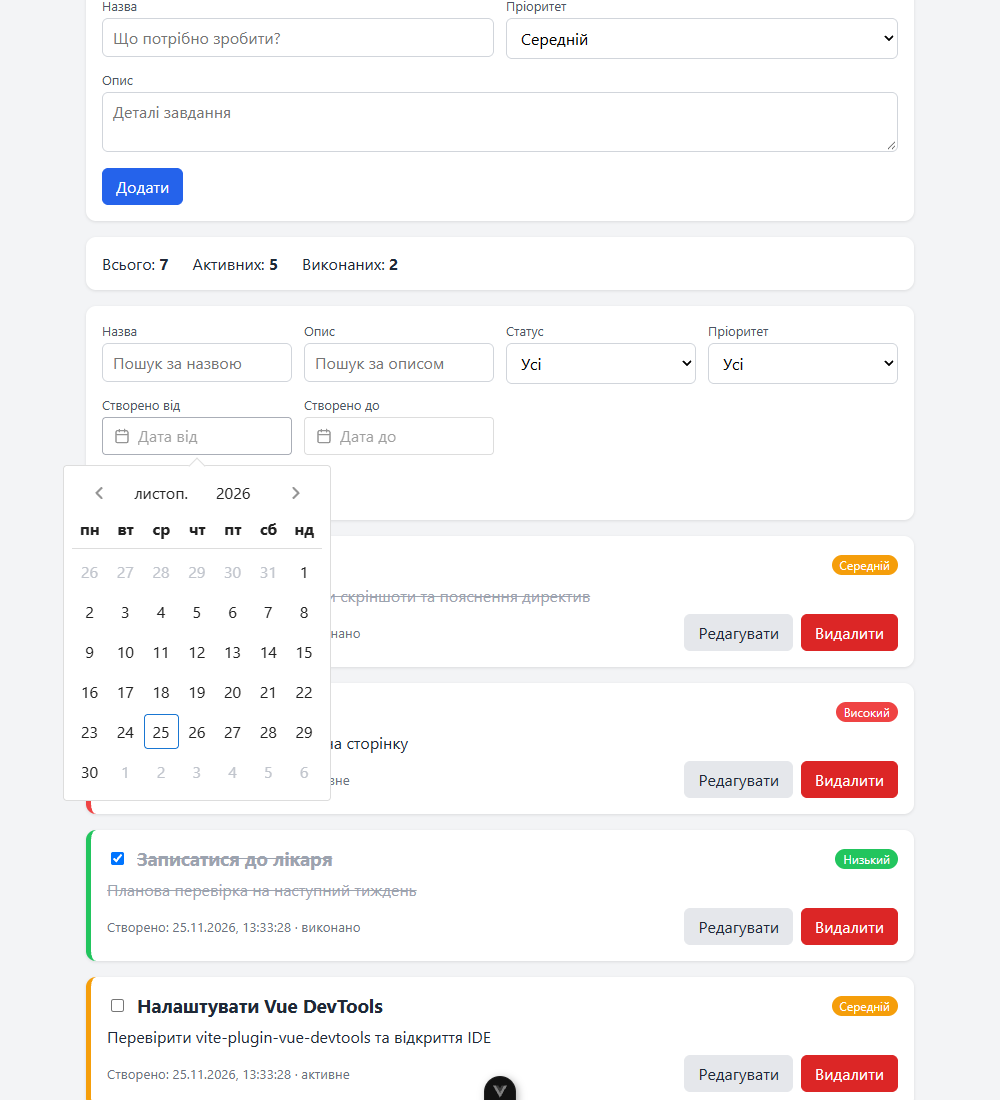 Назва Пріоритет
Що потрібно зробити? Середній
Опис
Деталі завдання
Додати
Всього: 7 Активних: 5 Виконаних: 2
Назва Опис Статус Пріоритет
Пошук за назвою Пошук за описом Усі Усі
Створено від Створено до
Дата від Дата до
листоп. 2026
пн вт ср чт пт сб нд
26 27 28 29 30 31 1
2 3 4 5 6 7 8
9 10 11 12 13 14 15
16 17 18 19 20 21 22
23 24 25 26 27 28 29
30 1 2 3 4 5 6
Середній
скріншоти та пояснення директив
Редагувати Видалити
Високий
сторінку
Редагувати Видалити
Записатися до лікаря Низький
Планова перевірка на наступний тиждень
Створено: 25.11.2026, 13:33:28 · виконано Редагувати Видалити
Налаштувати Vue DevTools Середній
Перевірити vite-plugin-vue-devtools та відкриття IDE
Створено: 25.11.2026, 13:33:28 · активне Редагувати Видалити